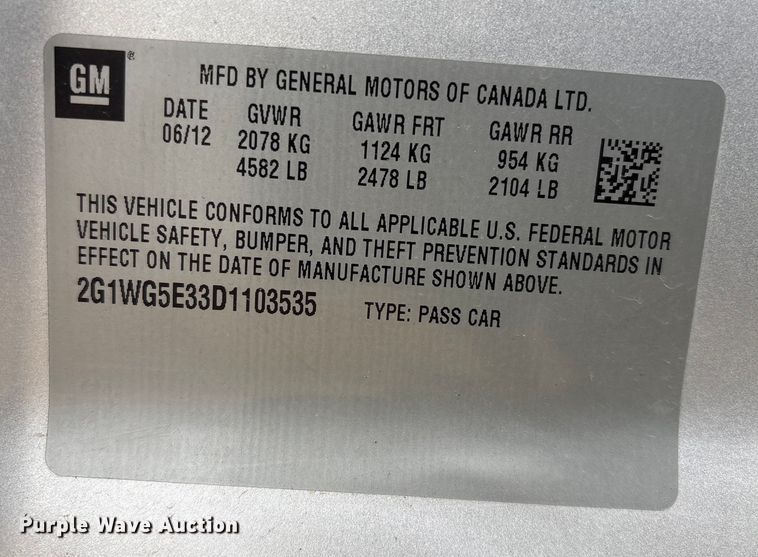 GM ®
MFD BY GENERAL MOTORS OF CANADA LTD.
DATE GVWR GAWR FRT GAWR RR
06/12 2078 KG 1124 KG 954 KG
4582 LB 2478 LB 2104 LB
THIS VEHICLE CONFORMS TO ALL APPLICABLE U.S. FEDERAL MOTOR
VEHICLE SAFETY, BUMPER, AND THEFT PREVENTION STANDARDS IN
EFFECT ON THE DATE OF MANUFACTURE SHOWN ABOVE.
2G1WG5E33D1103535 TYPE: PASS CAR
Purple Wave Auction